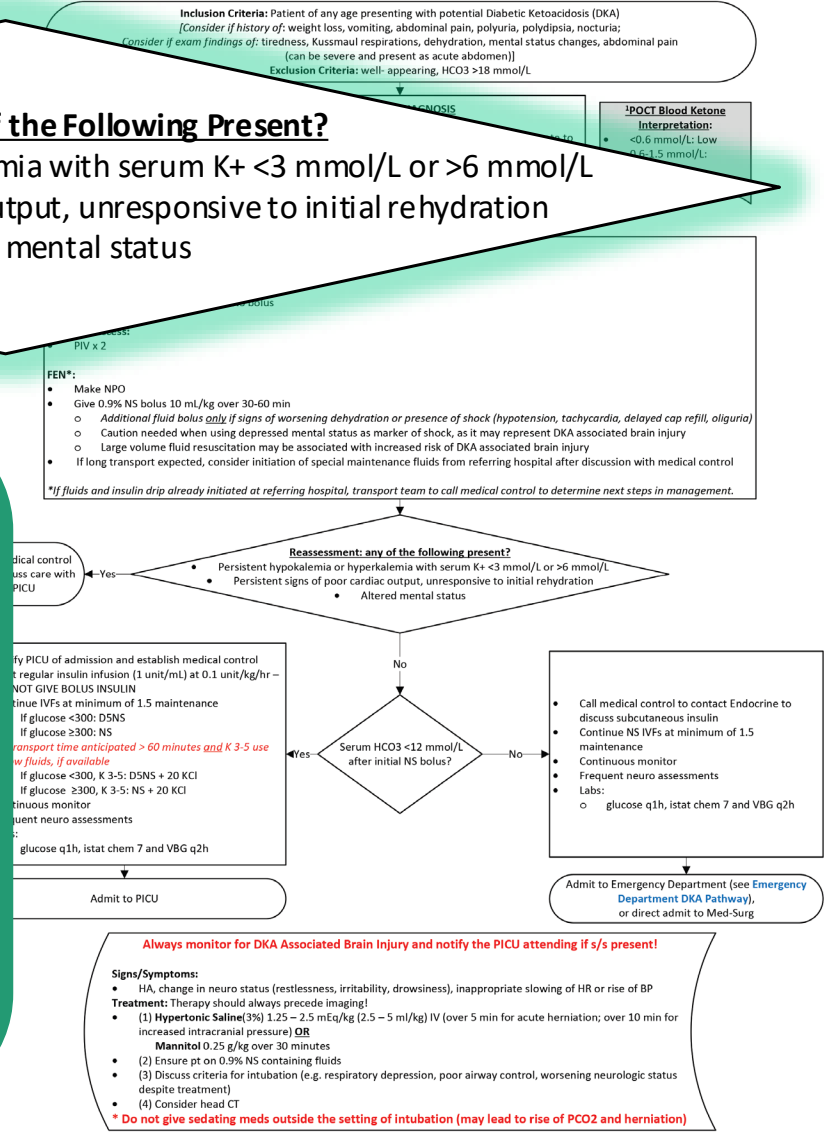 Inclusion Criteria: Patient of any age presenting with potential Diabetic Ketoacidosis (DKA)
[Consider if history of: weight loss, vomiting, abdominal pain, polyuria, polydipsia, nocturia;
Consider if exam findings of: tiredness, Kussmaul respirations, dehydration, mental status changes, abdominal pain
(can be severe and present as acute abdomen)]
Exclusion Criteria: well- appearing, HCO3 >18 mmol/L
the Following Present?
with serum K+ <3 mmol/L or >6 mmol/L
unresponsive to initial rehydration
mental status
¹POCT Blood Ketone
Interpretation:
• <0.6 mmol/L: Low
0.6-1.5 mmol/L:
bolus
• PIV x 2
FEN*:
• Make NPO
• Give 0.9% NS bolus 10 mL/kg over 30-60 min
o Additional fluid bolus only if signs of worsening dehydration or presence of shock (hypotension, tachycardia, delayed cap refill, oliguria)
o Caution needed when using depressed mental status as marker of shock, as it may represent DKA associated brain injury
o Large volume fluid resuscitation may be associated with increased risk of DKA associated brain injury
• If long transport expected, consider initiation of special maintenance fluids from referring hospital after discussion with medical control
*If fluids and insulin drip already initiated at referring hospital, transport team to call medical control to determine next steps in management.
Reassessment: any of the following present?
• Persistent hypokalemia or hyperkalemia with serum K+ <3 mmol/L or >6 mmol/L
• Persistent signs of poor cardiac output, unresponsive to initial rehydration
• Altered mental status
control
care with
PICU
Yes
No
Serum HCO3 <12 mmol/L
after initial NS bolus?
Yes
No
PICU of admission and establish medical control
regular insulin infusion (1 unit/mL) at 0.1 unit/kg/hr –
NOT GIVE BOLUS INSULIN
IVFs at minimum of 1.5 maintenance
If glucose <300: D5NS
If glucose ≥300: NS
time anticipated > 60 minutes and K 3-5 use
fluids, if available
If glucose <300, K 3-5: D5NS + 20 KCl
If glucose ≥300, K 3-5: NS + 20 KCl
monitor
neuro assessments
glucose q1h, istat chem 7 and VBG q2h
Admit to PICU
• Call medical control to contact Endocrine to
discuss subcutaneous insulin
• Continue NS IVFs at minimum of 1.5
maintenance
• Continuous monitor
• Frequent neuro assessments
• Labs:
o glucose q1h, istat chem 7 and VBG q2h
Admit to Emergency Department (see Emergency
Department DKA Pathway),
or direct admit to Med-Surg
Always monitor for DKA Associated Brain Injury and notify the PICU attending if s/s present!
Signs/Symptoms:
• HA, change in neuro status (restlessness, irritability, drowsiness), inappropriate slowing of HR or rise of BP
Treatment: Therapy should always precede imaging!
• (1) Hypertonic Saline(3%) 1.25 – 2.5 mEq/kg (2.5 – 5 ml/kg) IV (over 5 min for acute herniation; over 10 min for
increased intracranial pressure) OR
Mannitol 0.25 g/kg over 30 minutes
• (2) Ensure pt on 0.9% NS containing fluids
• (3) Discuss criteria for intubation (e.g. respiratory depression, poor airway control, worsening neurologic status
despite treatment)
• (4) Consider head CT
* Do not give sedating meds outside the setting of intubation (may lead to rise of PCO2 and herniation)